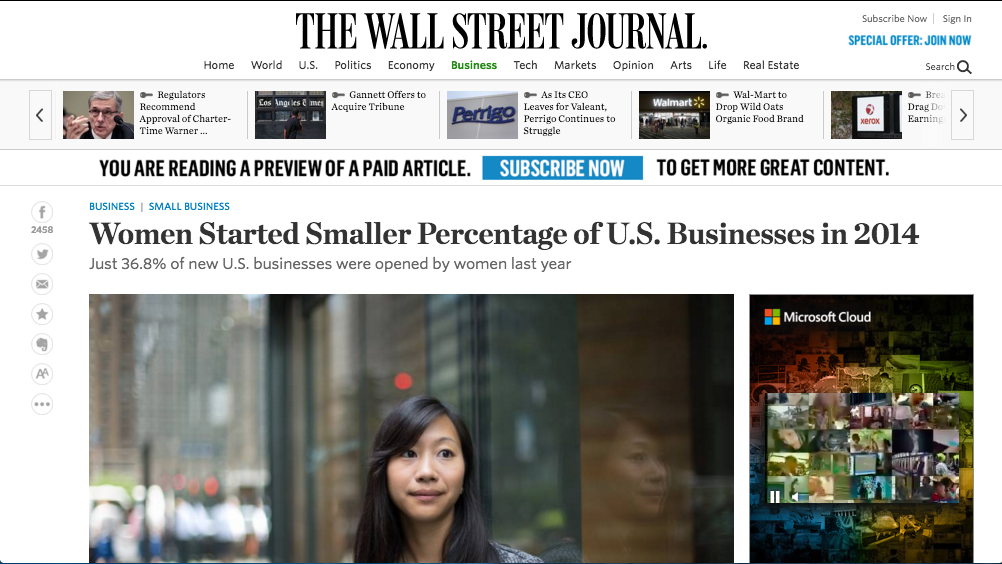 THE WALL STREET JOURNAL.
Subscribe Now | Sign In
SPECIAL OFFER: JOIN NOW
Home World U.S. Politics Economy Business Tech Markets Opinion Arts Life Real Estate
Search
Regulators
Recommend
Approval of Charter-
Time Warner ...
Los Angeles Times
Gannett Offers to
Acquire Tribune
Perrigo
As Its CEO
Leaves for Valeant,
Perrigo Continues to
Struggle
Walmart
Wal-Mart to
Drop Wild Oats
Organic Food Brand
xerox
Drag
Earning
YOU ARE READING A PREVIEW OF A PAID ARTICLE. SUBSCRIBE NOW TO GET MORE GREAT CONTENT.
BUSINESS | SMALL BUSINESS
Women Started Smaller Percentage of U.S. Businesses in 2014
Just 36.8% of new U.S. businesses were opened by women last year
2458
AA
Microsoft Cloud